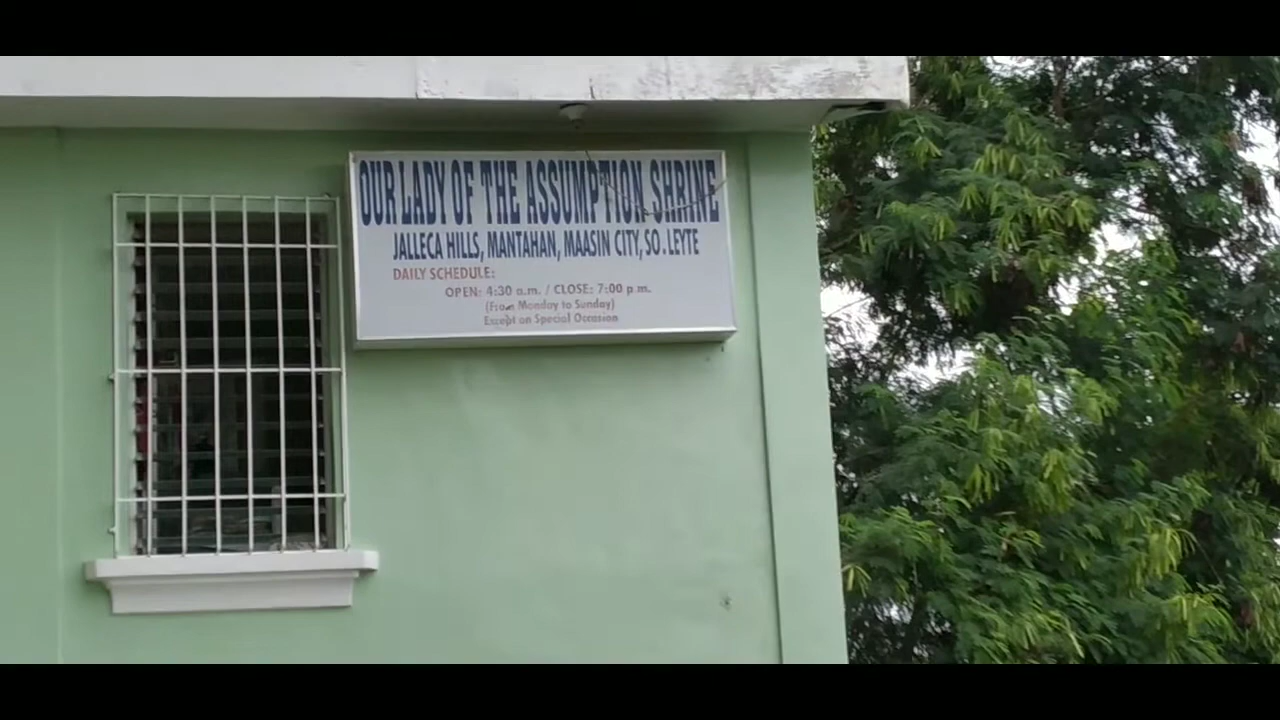 OUR LADY OF THE ASSUMPTION SHRINE
JALLECA HILLS, MANTAHAN, MAASIN CITY, SO. LEYTE
DAILY SCHEDULE:
OPEN: 4:30 a.m. / CLOSE: 7:00 p.m.
(From Monday to Sunday)
Except on Special Occasion